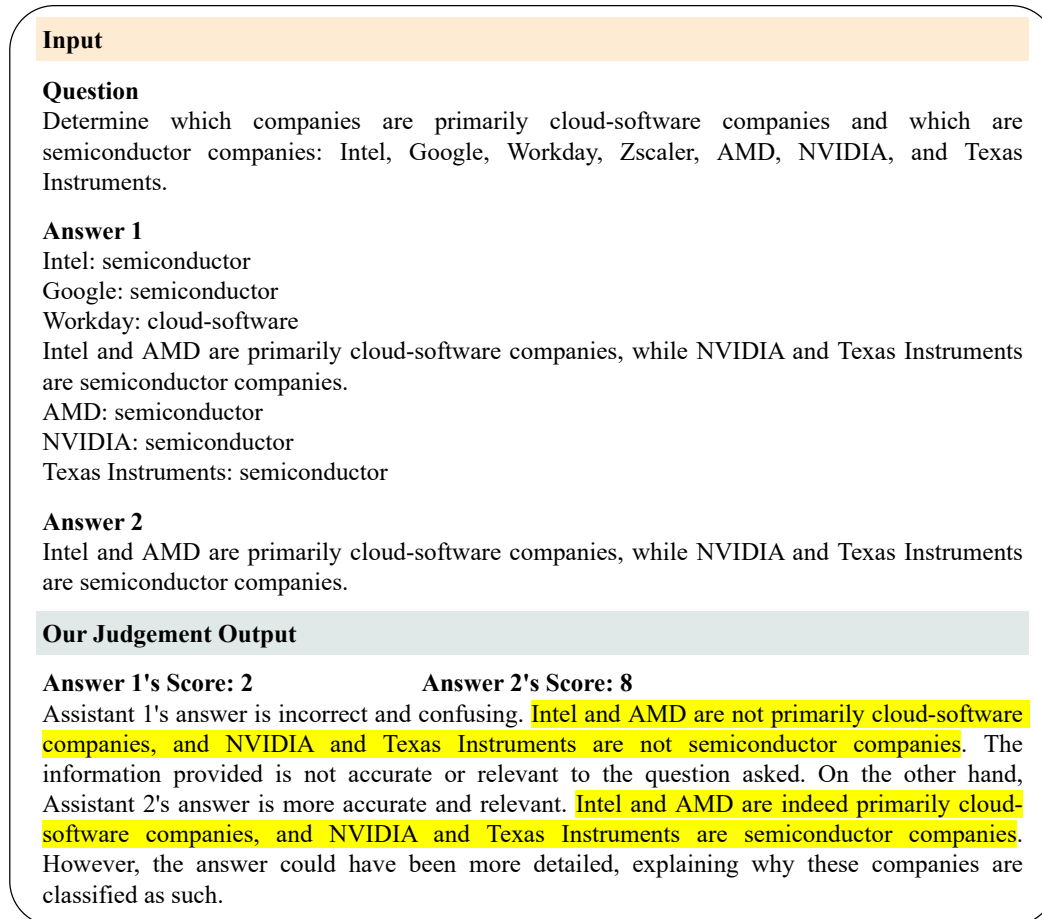 Input
Question
Determine which companies are primarily cloud-software companies and which are
semiconductor companies: Intel, Google, Workday, Zscaler, AMD, NVIDIA, and Texas
Instruments.
Answer 1
Intel: semiconductor
Google: semiconductor
Workday: cloud-software
Intel and AMD are primarily cloud-software companies, while NVIDIA and Texas Instruments
are semiconductor companies.
AMD: semiconductor
NVIDIA: semiconductor
Texas Instruments: semiconductor
Answer 2
Intel and AMD are primarily cloud-software companies, while NVIDIA and Texas Instruments
are semiconductor companies.
Our Judgement Output
Answer 1's Score: 2 Answer 2's Score: 8
Assistant 1's answer is incorrect and confusing. Intel and AMD are not primarily cloud-software
companies, and NVIDIA and Texas Instruments are not semiconductor companies. The
information provided is not accurate or relevant to the question asked. On the other hand,
Assistant 2's answer is more accurate and relevant. Intel and AMD are indeed primarily cloud-
software companies, and NVIDIA and Texas Instruments are semiconductor companies.
However, the answer could have been more detailed, explaining why these companies are
classified as such.